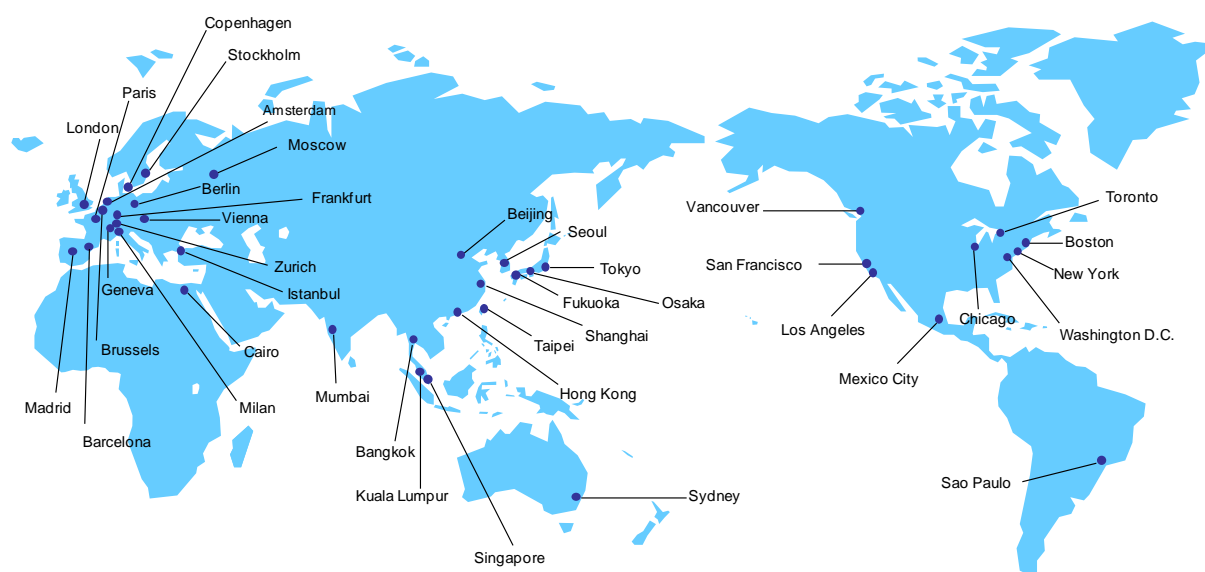 Copenhagen
Stockholm
Paris
Amsterdam
London
Moscow
Berlin
Frankfurt
Vienna
Beijing
Seoul
Zurich
Tokyo
Geneva
Istanbul
Fukuoka
Osaka
Shanghai
Taipei
Brussels
Cairo
Hong Kong
Mumbai
Madrid
Milan
Barcelona
Bangkok
Kuala Lumpur
Sydney
Singapore
Vancouver
Toronto
Boston
San Francisco
New York
Los Angeles
Chicago
Washington D.C.
Mexico City
Sao Paulo